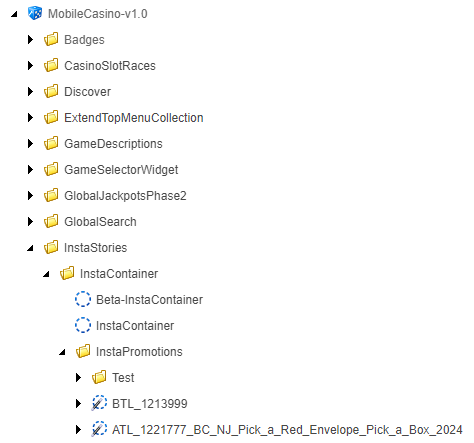 MobileCasino-v1.0
Badges
CasinoSlotRaces
Discover
ExtendTopMenuCollection
GameDescriptions
GameSelectorWidget
GlobalJackpotsPhase2
GlobalSearch
InstaStories
InstaContainer
Beta-InstaContainer
InstaContainer
InstaPromotions
Test
BTL_1213999
ATL_1221777_BC_NJ_Pick_a_Red_Envelope_Pick_a_Box_2024